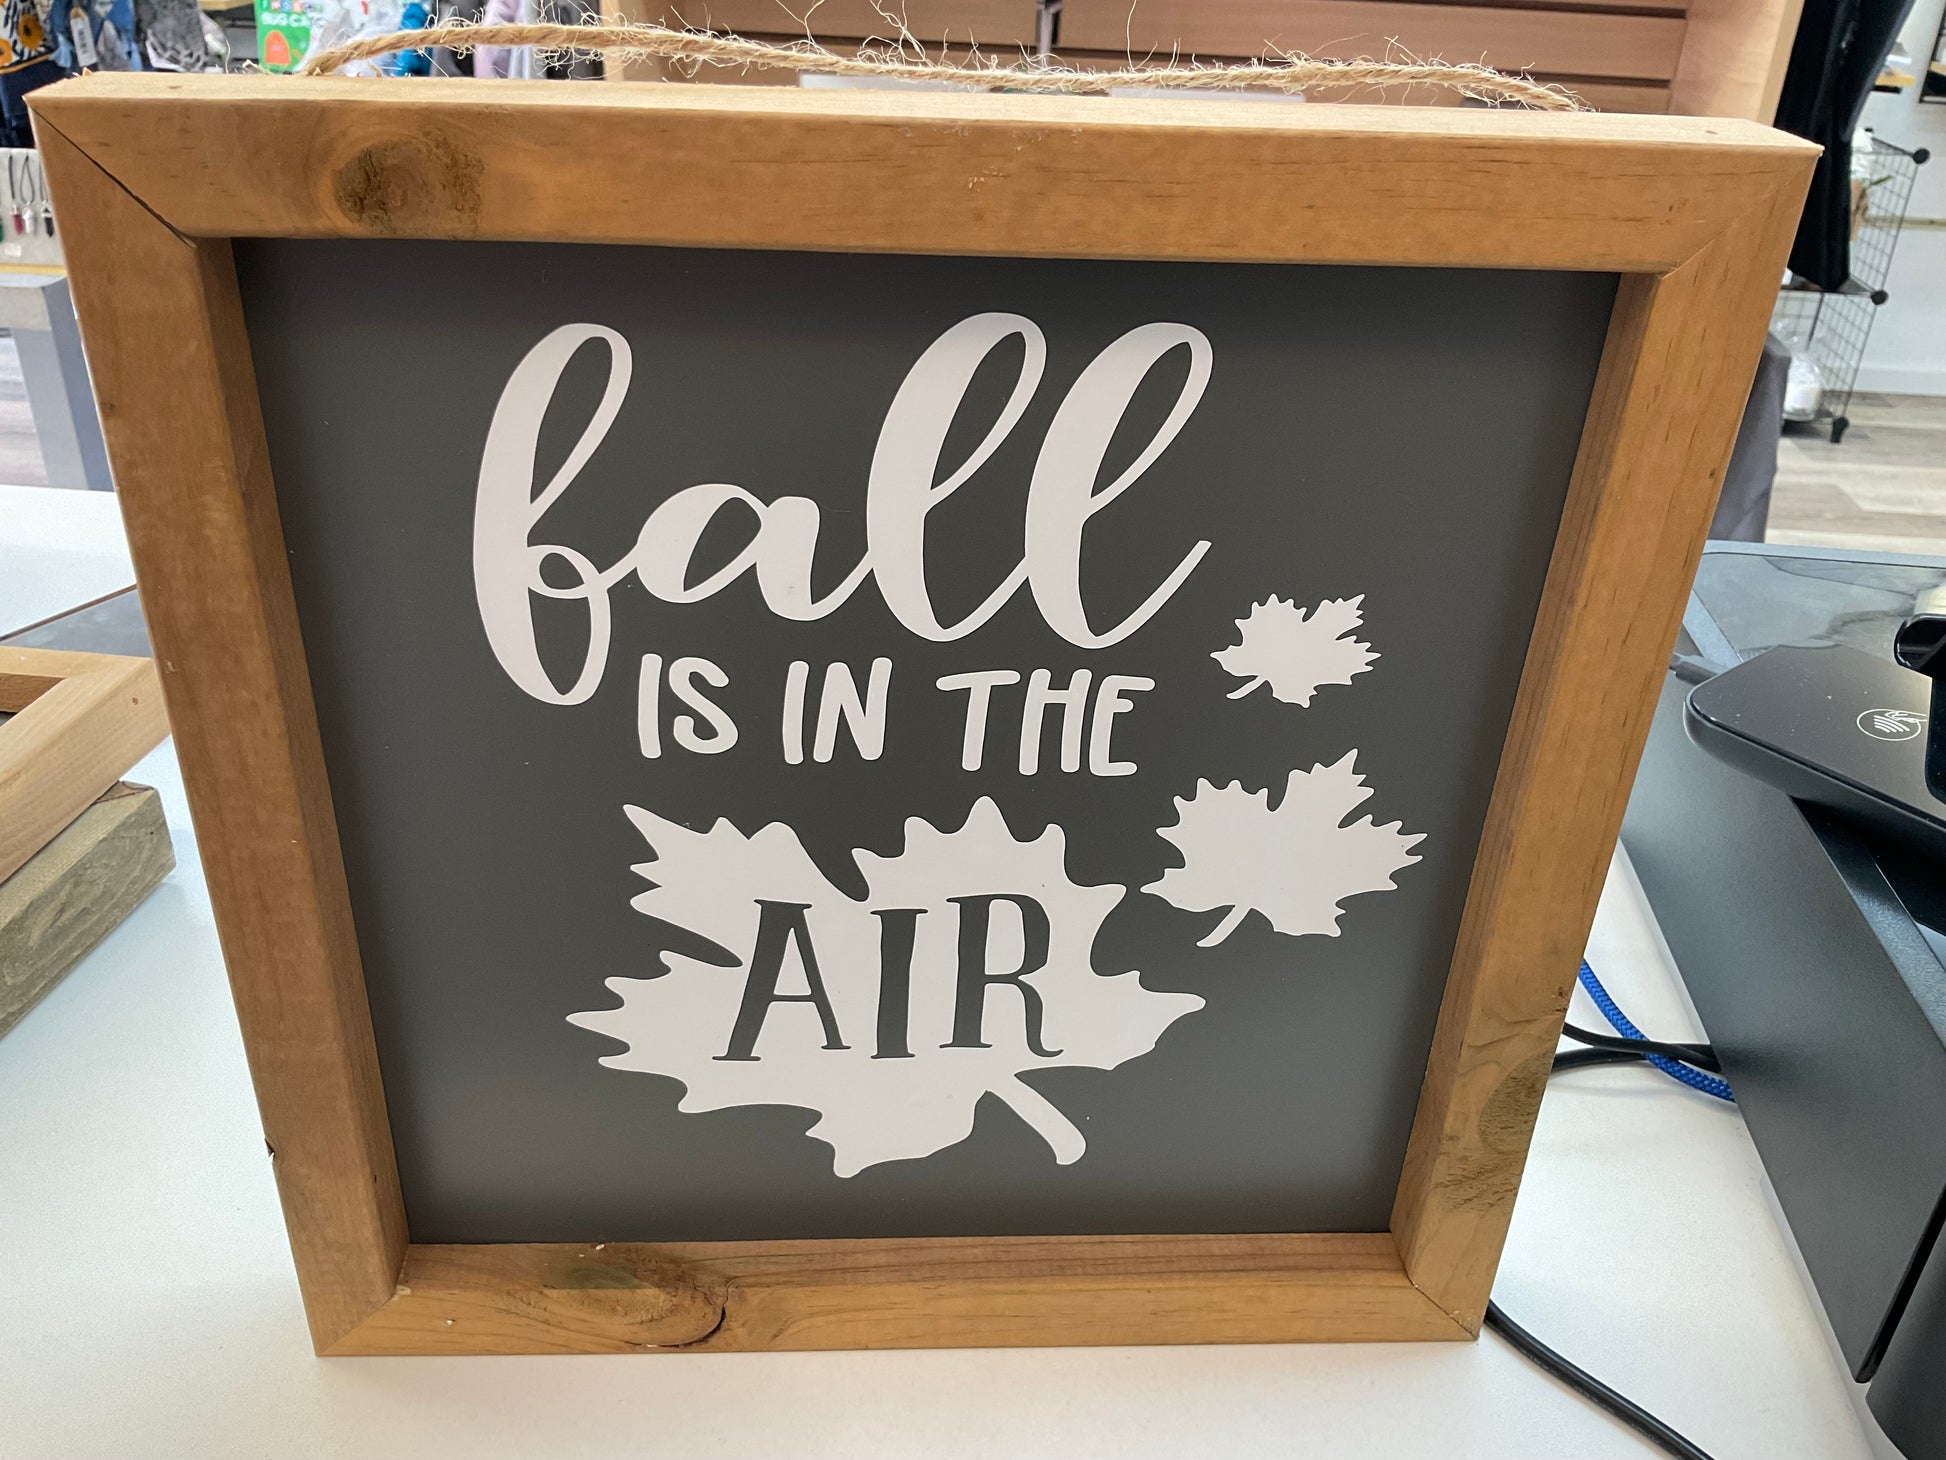 fall
IS IN THE
AIR